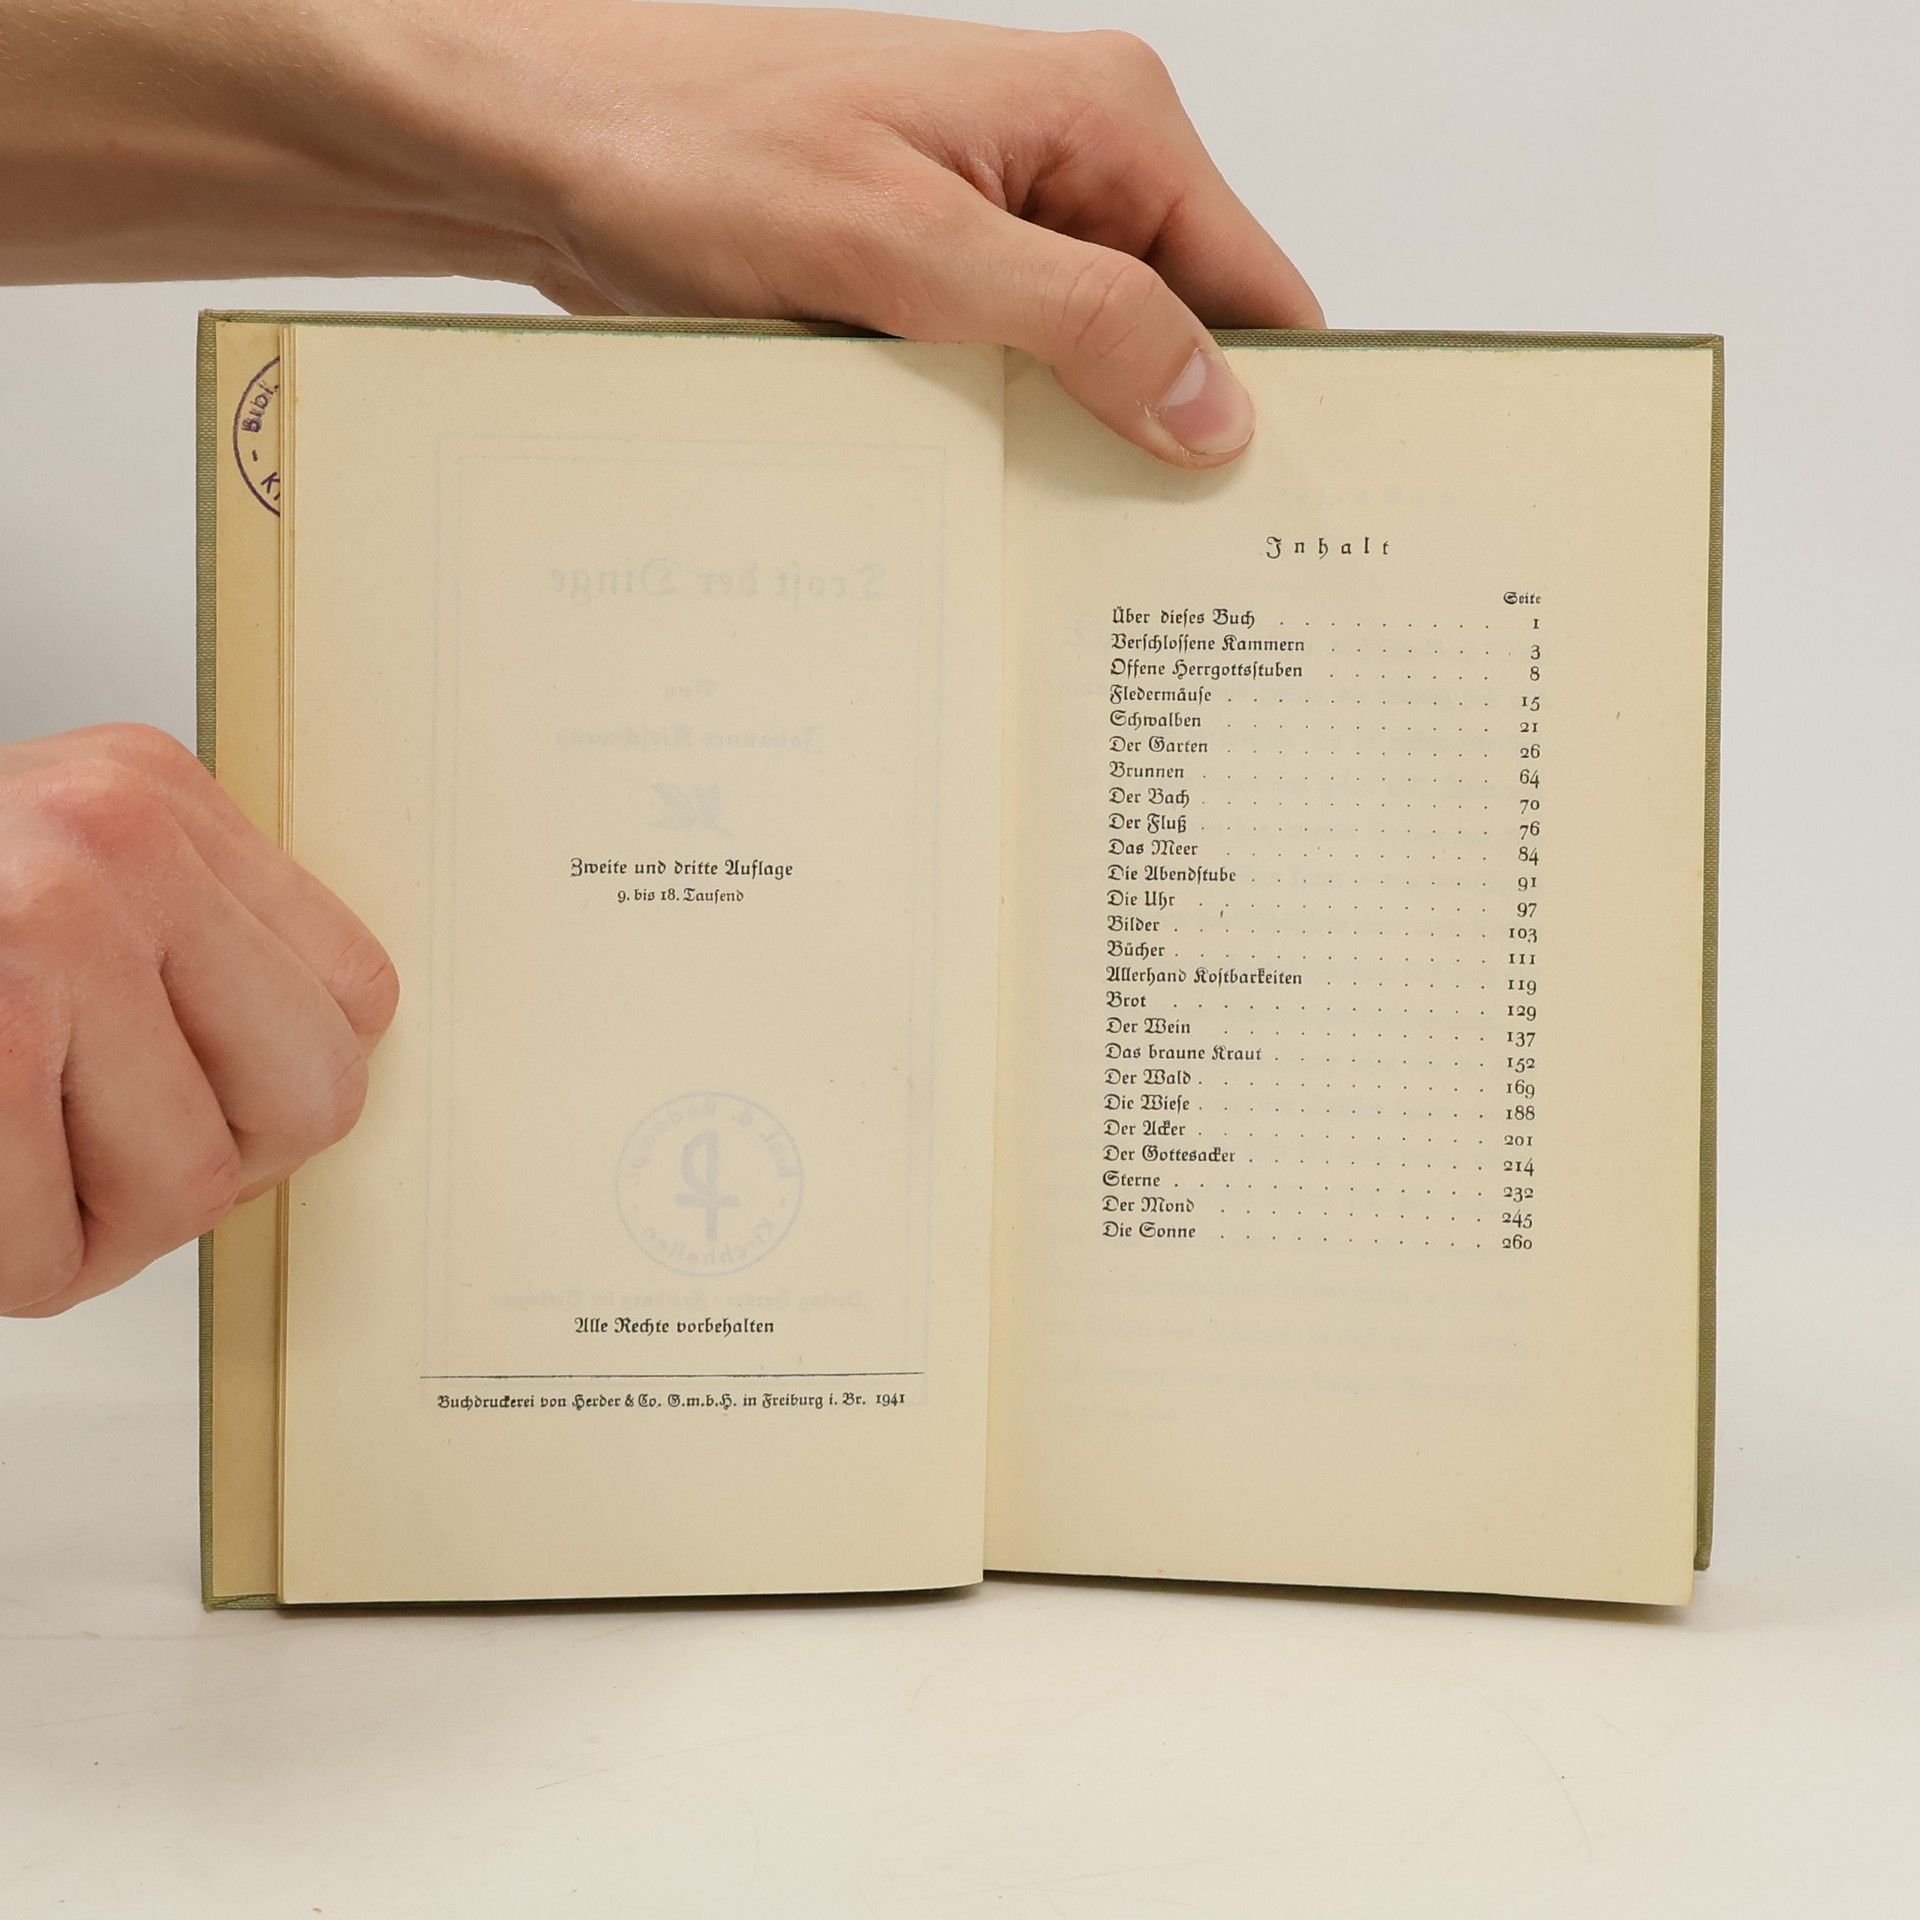 Bibl.
Zweite und dritte Auflage
9. bis 18. Tausend
Alle Rechte vorbehalten
Buchdruckerei von Herder & Co. G.m.b.H. in Freiburg i. Br. 1941
Inhalt
Seite
Über dieses Buch . . . . . . . . . 1
Verschlossene Kammern . . . . . . . 3
Offene Herrgottsstuben . . . . . . . 8
Fledermäuse . . . . . . . . . . . 15
Schwalben . . . . . . . . . . . 21
Der Garten . . . . . . . . . . . 26
Brunnen . . . . . . . . . . . . 64
Der Bach . . . . . . . . . . . . 70
Der Fluß . . . . . . . . . . . . 76
Das Meer . . . . . . . . . . . 84
Die Abendstube . . . . . . . . . . 91
Die Uhr . . . . . . . . . . . . 97
Bilder . . . . . . . . . . . . . 103
Bücher . . . . . . . . . . . . . 111
Allerhand Kostbarkeiten . . . . . . . 119
Brot . . . . . . . . . . . . . 129
Der Wein . . . . . . . . . . . 137
Das braune Kraut . . . . . . . . . 152
Der Wald . . . . . . . . . . . . 169
Die Wiese . . . . . . . . . . . . 188
Der Acker . . . . . . . . . . . . 201
Der Gottesacker . . . . . . . . . . 214
Sterne . . . . . . . . . . . . . 232
Der Mond . . . . . . . . . . . 245
Die Sonne . . . . . . . . . . . 260